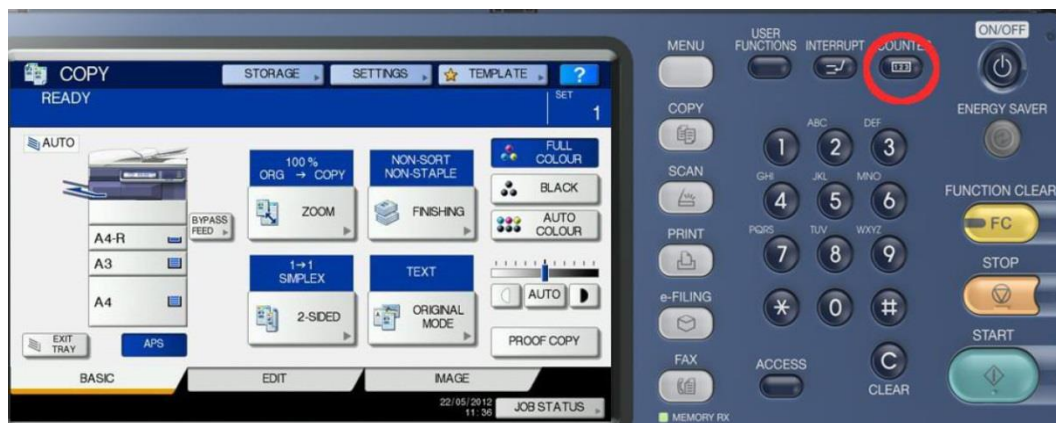 COPY
STORAGE
SETTINGS
TEMPLATE
?
READY
SET
1
AUTO
A4-R
A3
A4
BYPASS
FEED
EXIT
TRAY
APS
100 %
ORG → COPY
ZOOM
NON-SORT
NON-STAPLE
FINISHING
1→1
SIMPLEX
2-SIDED
TEXT
ORIGINAL
MODE
FULL
COLOUR
BLACK
AUTO
COLOUR
AUTO
PROOF COPY
BASIC
EDIT
IMAGE
22/05/2012
11: 36
JOB STATUS
MENU
USER
FUNCTIONS
INTERRUPT
COUNTER
123
ON/OFF
COPY
ENERGY SAVER
SCAN
PRINT
e-FILING
FAX
MEMORY RX
1
ABC
2
DEF
3
GHI
4
JKL
5
MNO
6
PQRS
7
TUV
8
WXYZ
9
*
0
#
ACCESS
C
CLEAR
FUNCTION CLEAR
FC
STOP
START